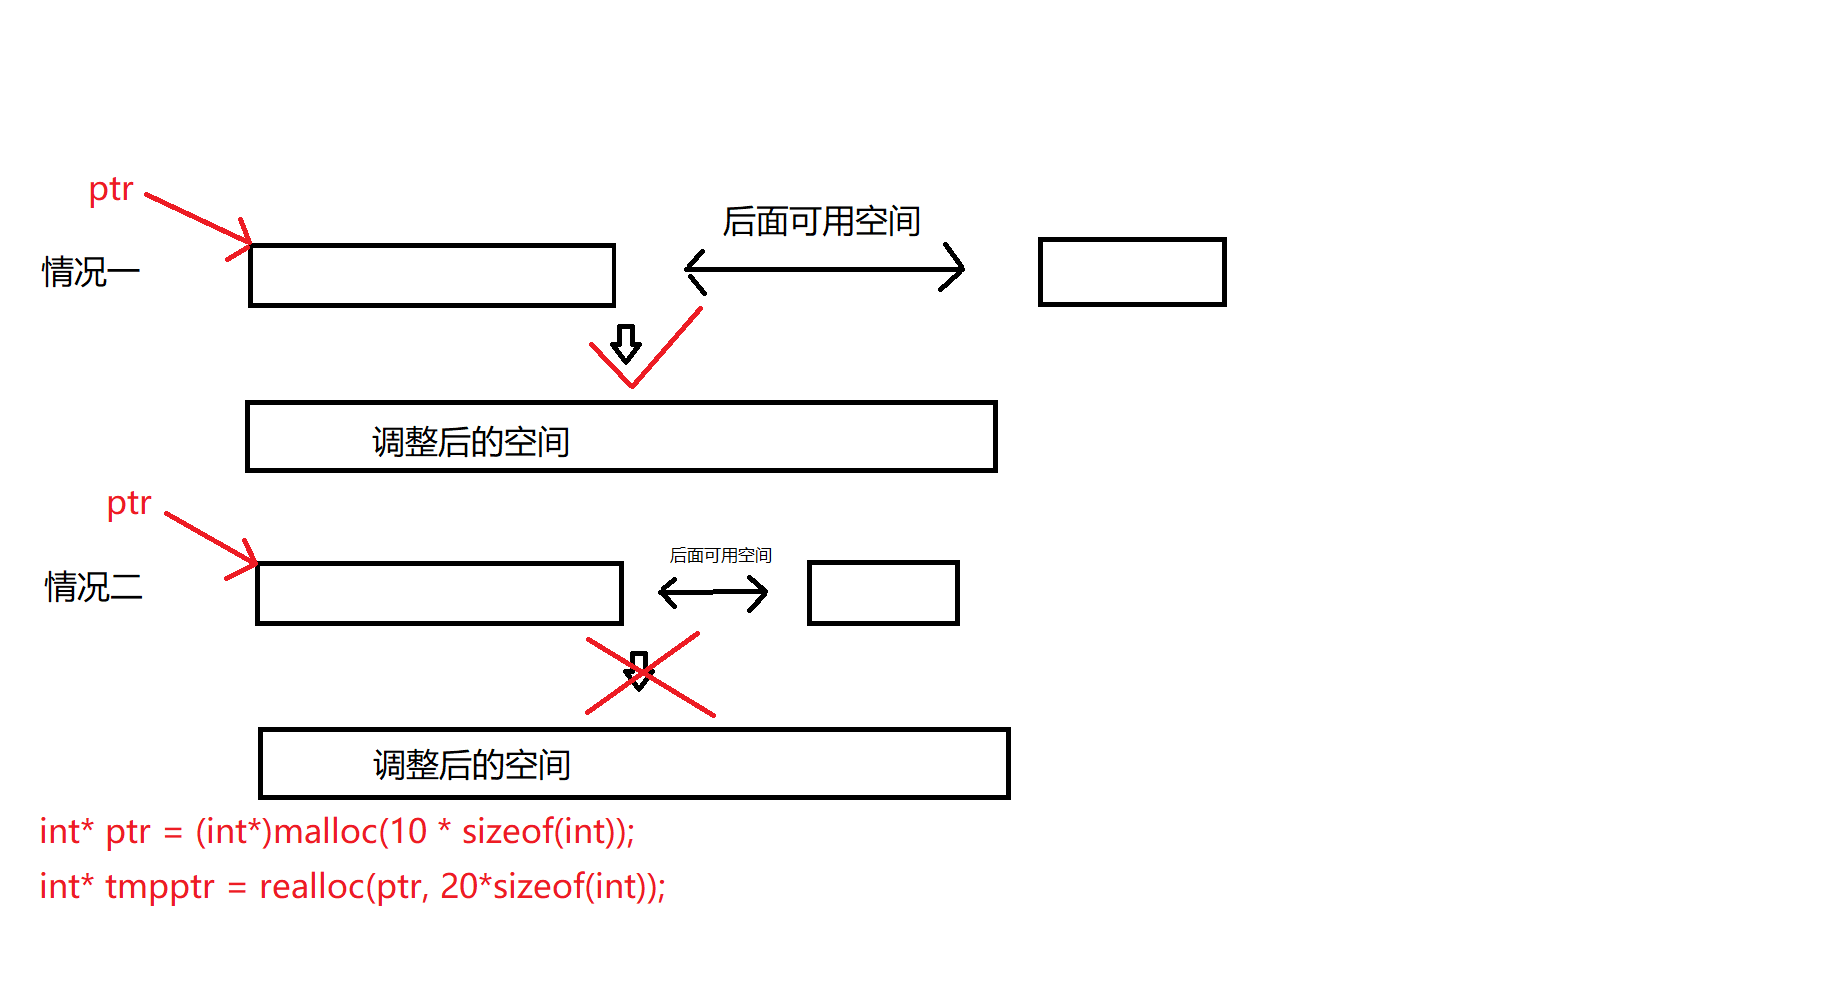 ptr
后面可用空间
情况一
调整后的空间
ptr
后面可用空间
情况二
调整后的空间
int* ptr = (int*)malloc(10 * sizeof(int));
int* tmpptr = realloc(ptr, 20*sizeof(int));